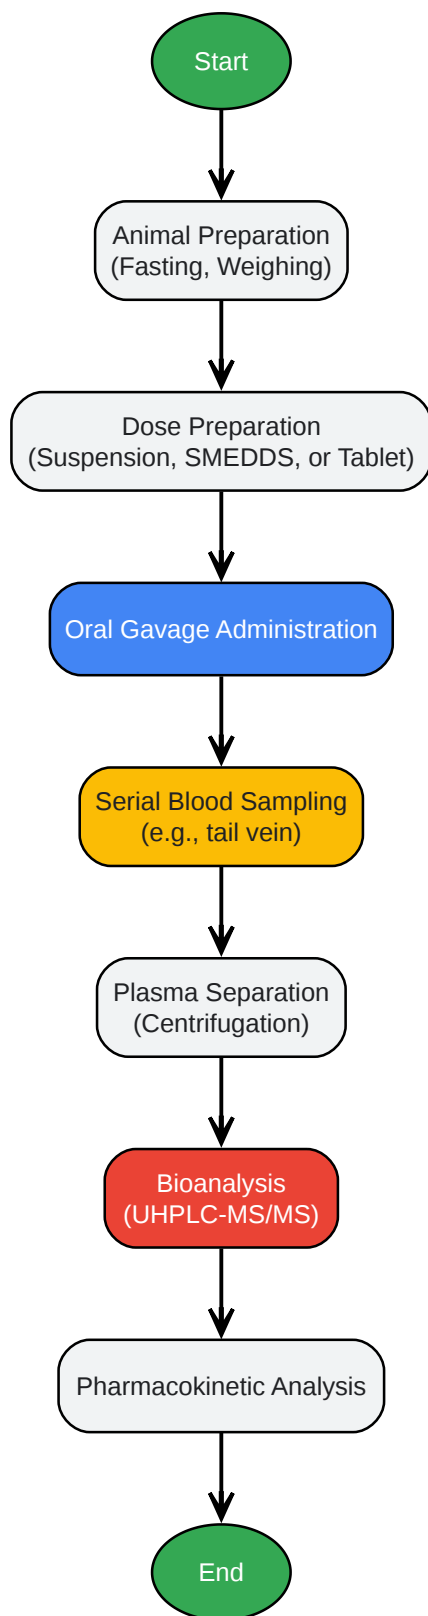 Start
Animal Preparation
(Fasting, Weighing)
Dose Preparation
(Suspension, SMEDDS, or Tablet)
Oral Gavage Administration
Serial Blood Sampling
(e.g., tail vein)
Plasma Separation
(Centrifugation)
Bioanalysis
(UHPLC-MS/MS)
Pharmacokinetic Analysis
End